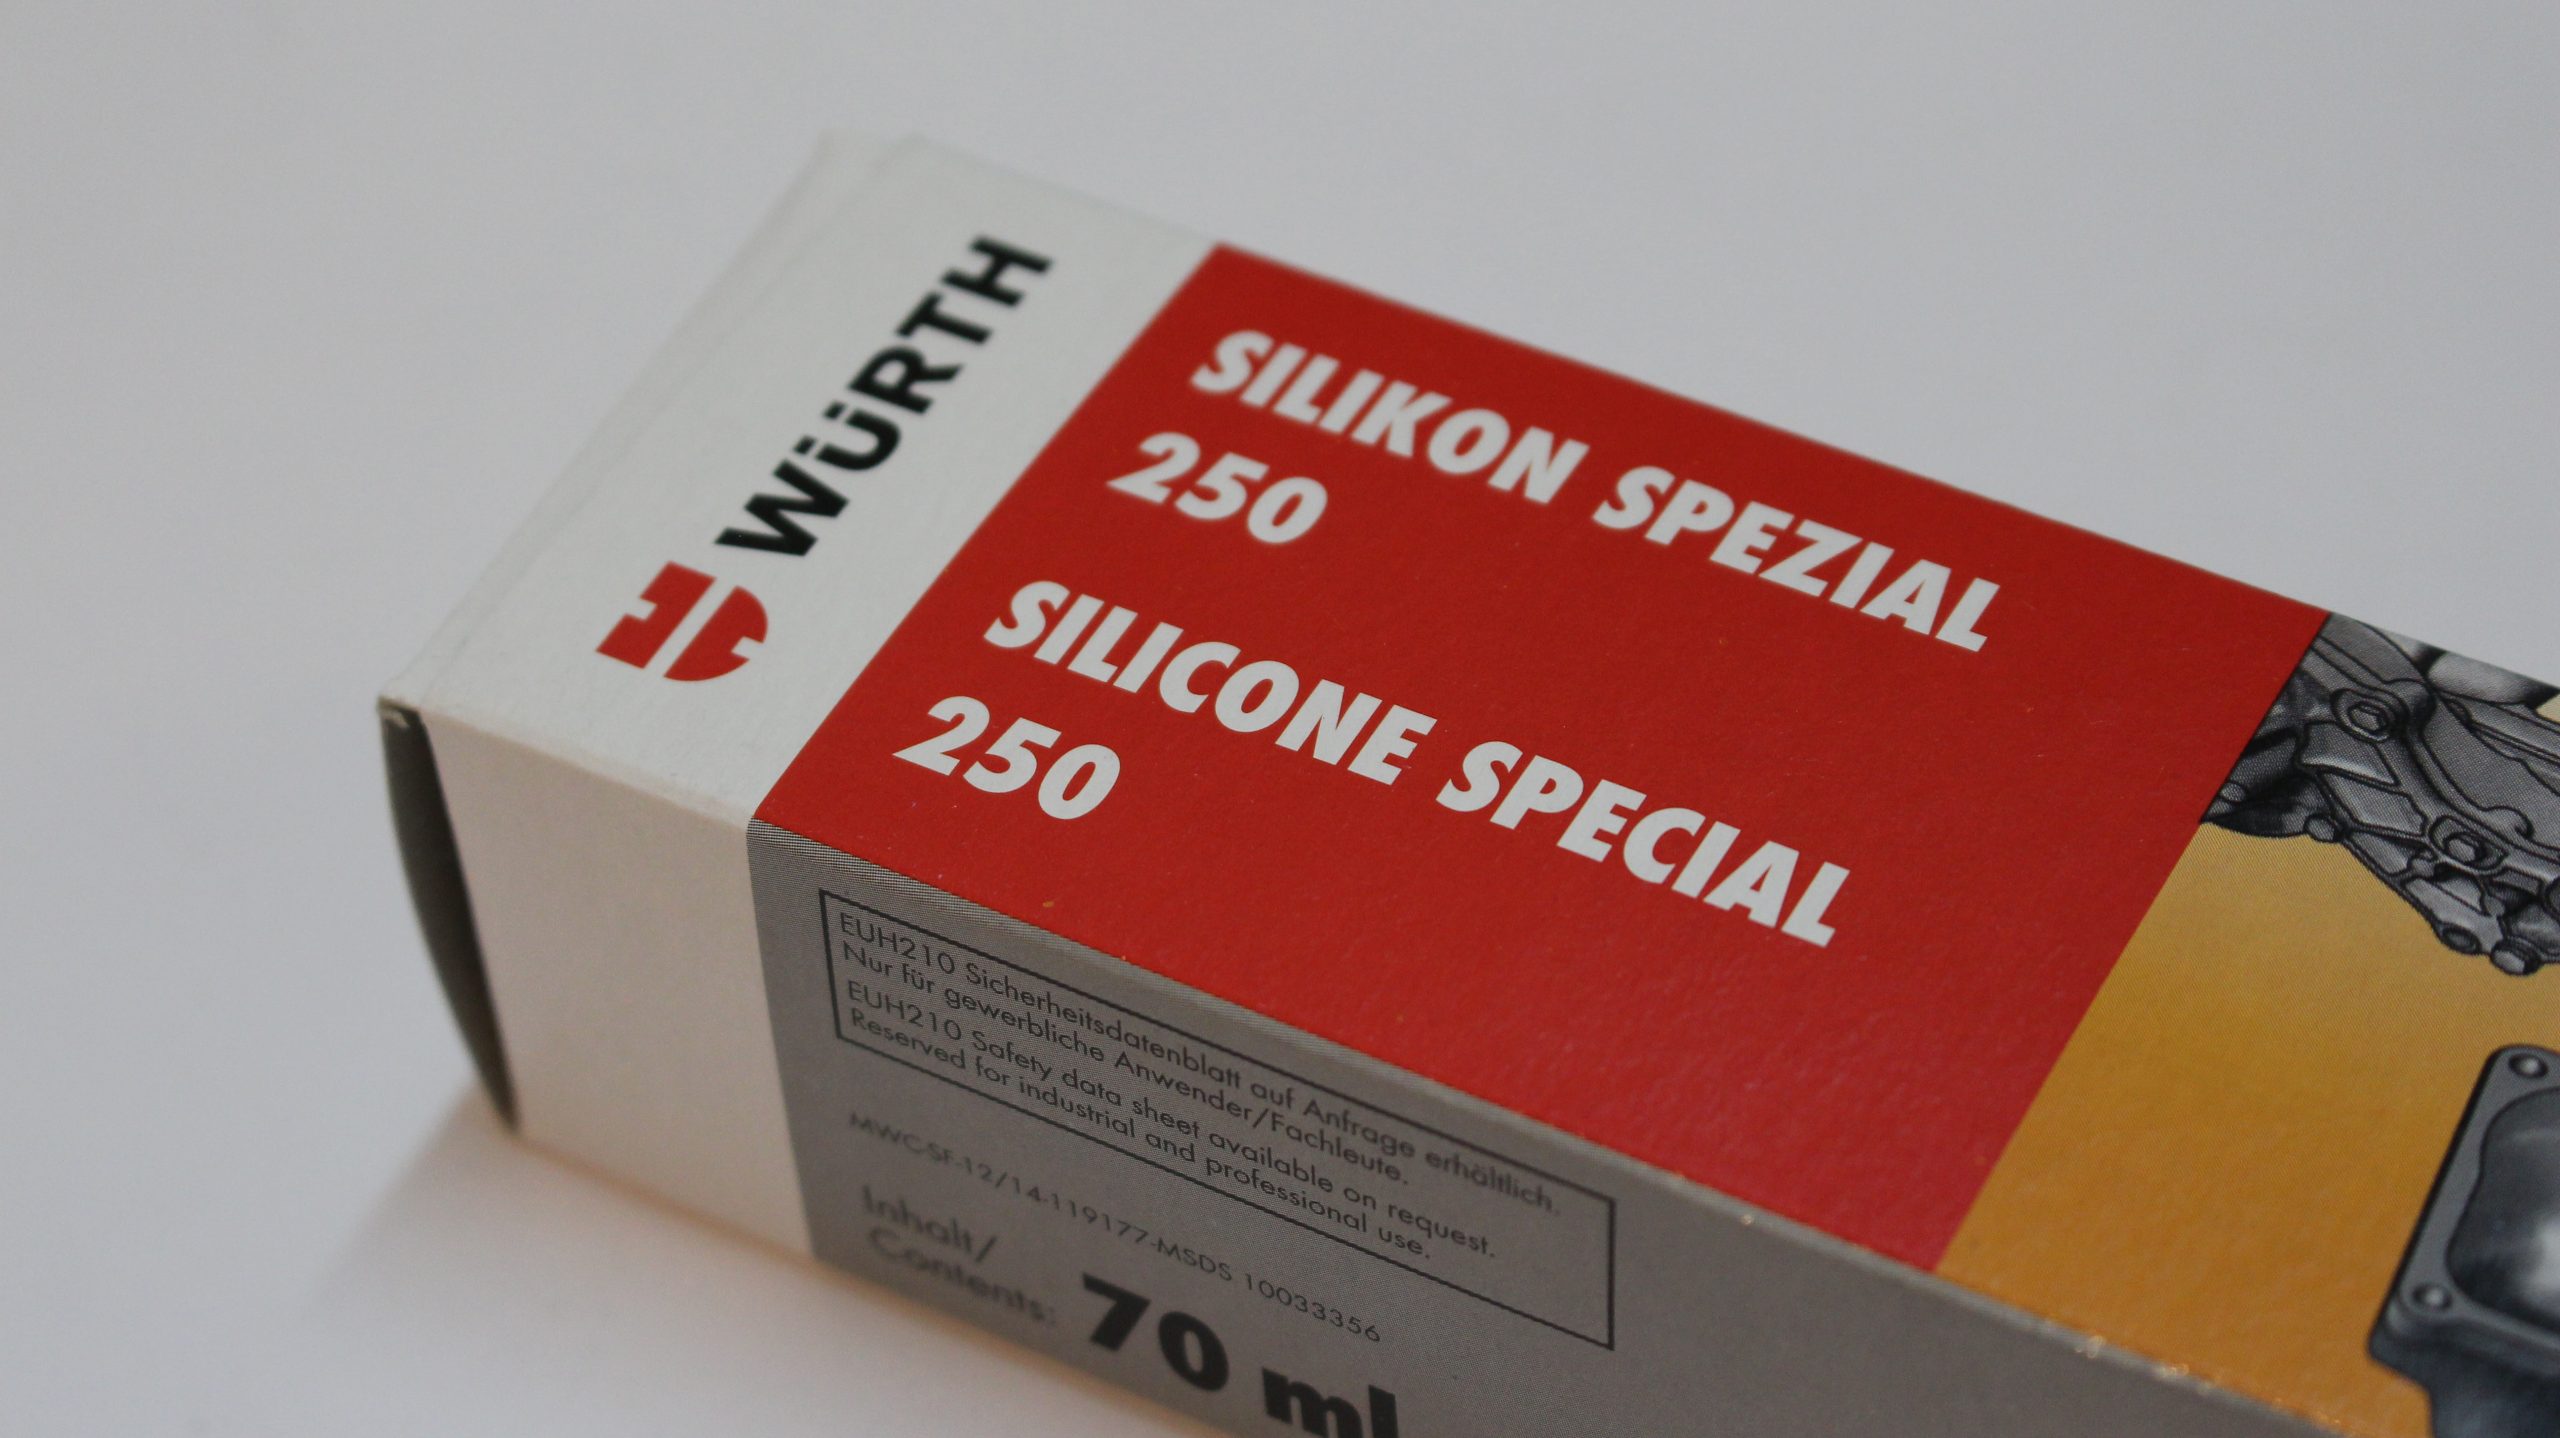 WÜRTH
SILIKON SPEZIAL
250
SILICONE SPECIAL
250
EUH210 Sicherheitsdatenblatt auf Anfrage erhältlich.
Nur für gewerbliche Anwender/Fachleute.
EUH210 Safety data sheet available on request.
Reserved for industrial and professional use.
MWC-SF-12/14-119177-MSDS 10033356
Inhalt/
Contents: 70 ml